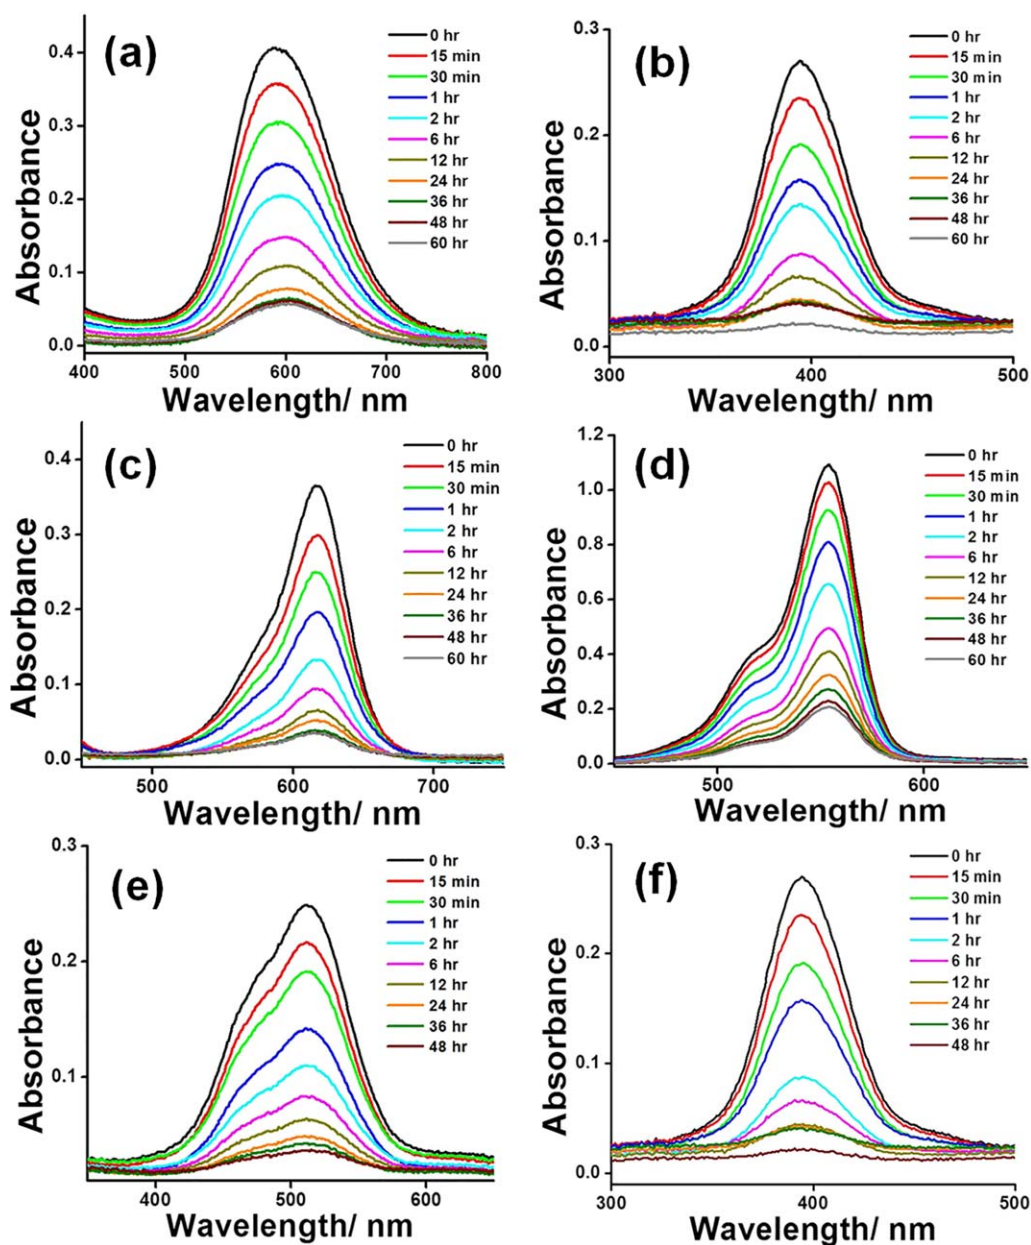 (a)
0 hr
15 min
30 min
1 hr
2 hr
6 hr
12 hr
24 hr
36 hr
48 hr
60 hr
Absorbance
0.4
0.3
0.2
0.1
0.0
400 500 600 700 800
Wavelength/ nm
(b)
0 hr
15 min
30 min
1 hr
2 hr
6 hr
12 hr
24 hr
36 hr
48 hr
60 hr
Absorbance
0.3
0.2
0.1
0.0
300 400 500
Wavelength/ nm
(c)
0 hr
15 min
30 min
1 hr
2 hr
6 hr
12 hr
24 hr
36 hr
48 hr
60 hr
Absorbance
0.4
0.3
0.2
0.1
0.0
500 600 700
Wavelength/ nm
(d)
0 hr
15 min
30 min
1 hr
2 hr
6 hr
12 hr
24 hr
36 hr
48 hr
60 hr
Absorbance
1.2
1.0
0.8
0.6
0.4
0.2
0.0
500 600
Wavelength/ nm
(e)
0 hr
15 min
30 min
1 hr
2 hr
6 hr
12 hr
24 hr
36 hr
48 hr
Absorbance
0.3
0.2
0.1
400 500 600
Wavelength/ nm
(f)
0 hr
15 min
30 min
1 hr
2 hr
6 hr
12 hr
24 hr
36 hr
48 hr
Absorbance
0.3
0.2
0.1
0.0
300 400 500
Wavelength/ nm